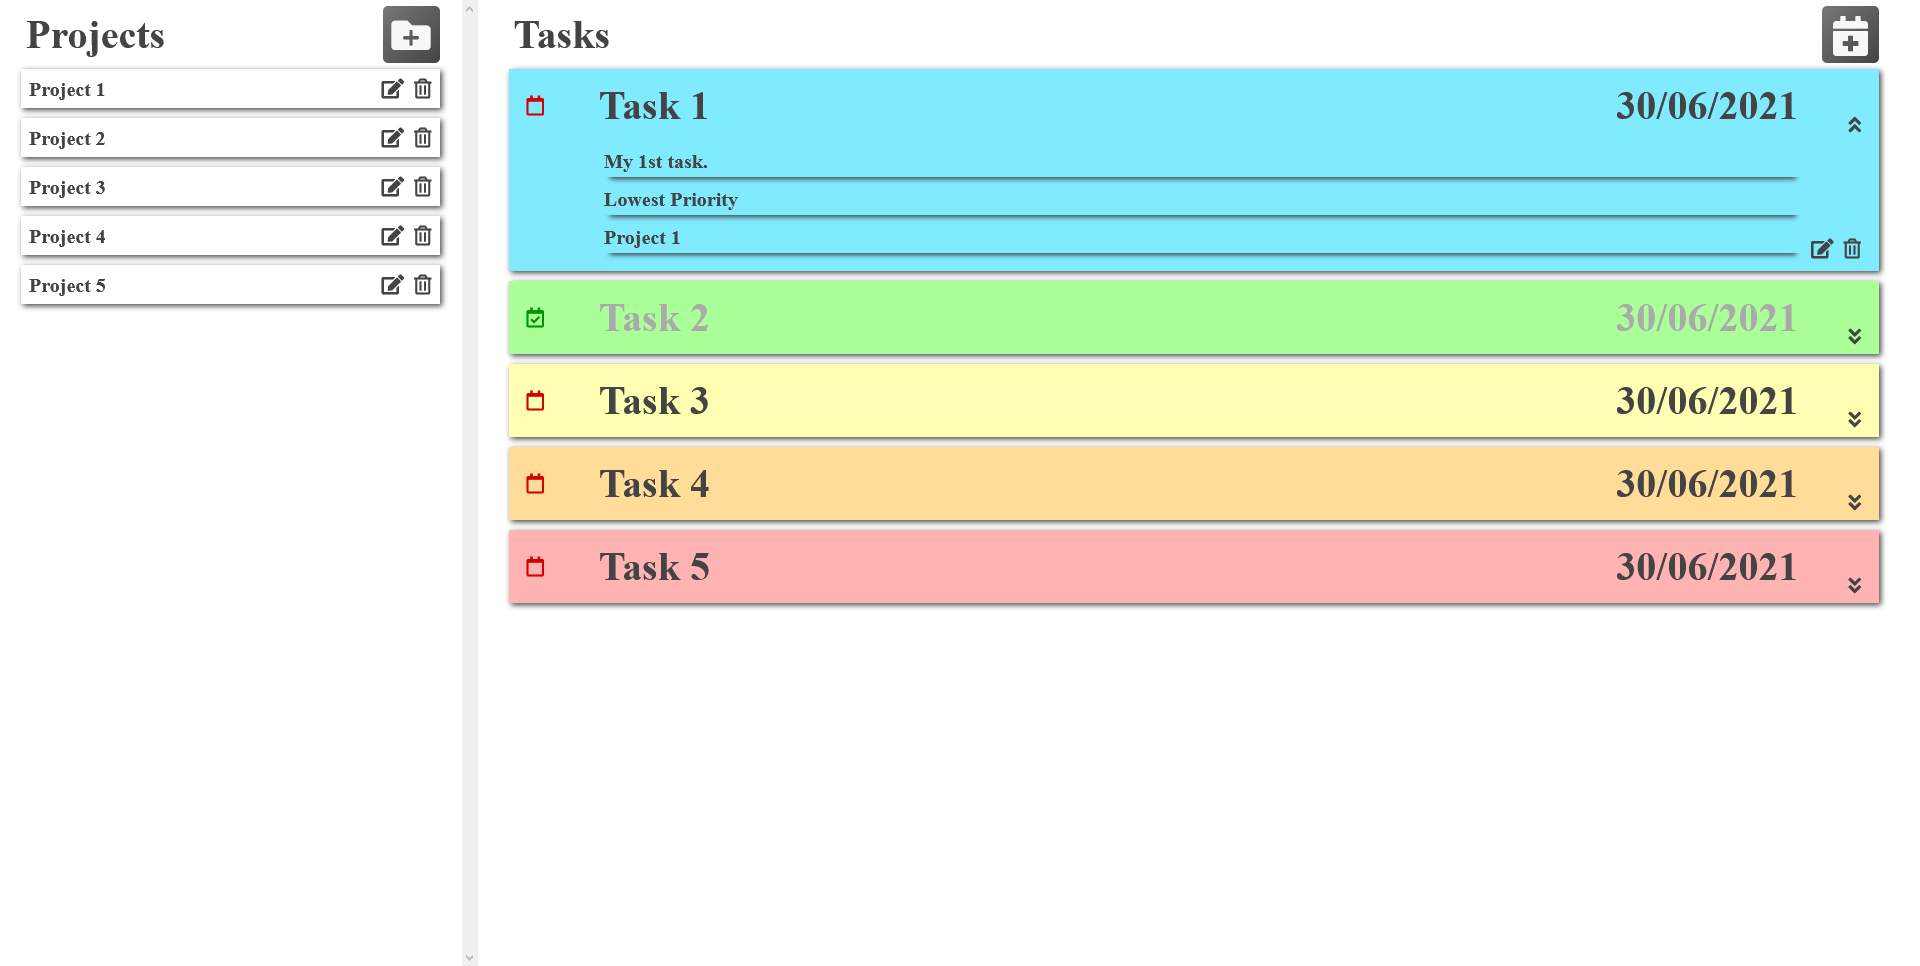 Projects
Project 1
Project 2
Project 3
Project 4
Project 5
Tasks
Task 1 30/06/2021
My 1st task.
Lowest Priority
Project 1
Task 2 30/06/2021
Task 3 30/06/2021
Task 4 30/06/2021
Task 5 30/06/2021